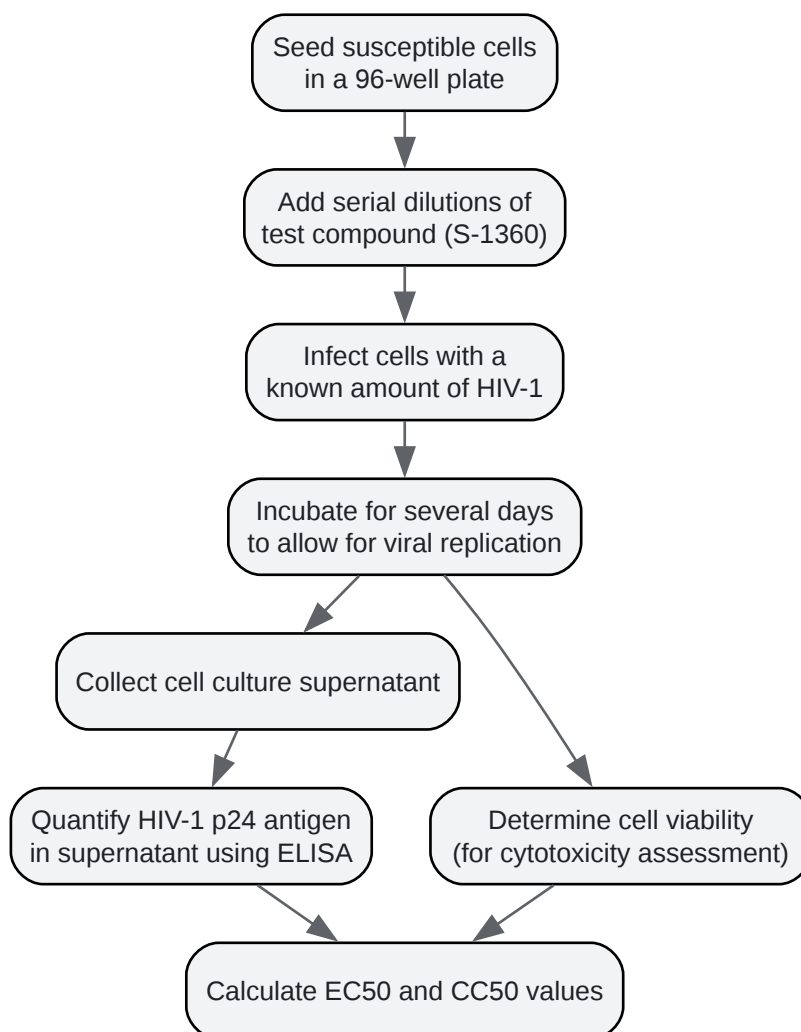 Seed susceptible cells
in a 96-well plate
Add serial dilutions of
test compound (S-1360)
Infect cells with a
known amount of HIV-1
Incubate for several days
to allow for viral replication
Collect cell culture supernatant
Quantify HIV-1 p24 antigen
in supernatant using ELISA
Determine cell viability
(for cytotoxicity assessment)
Calculate EC50 and CC50 values